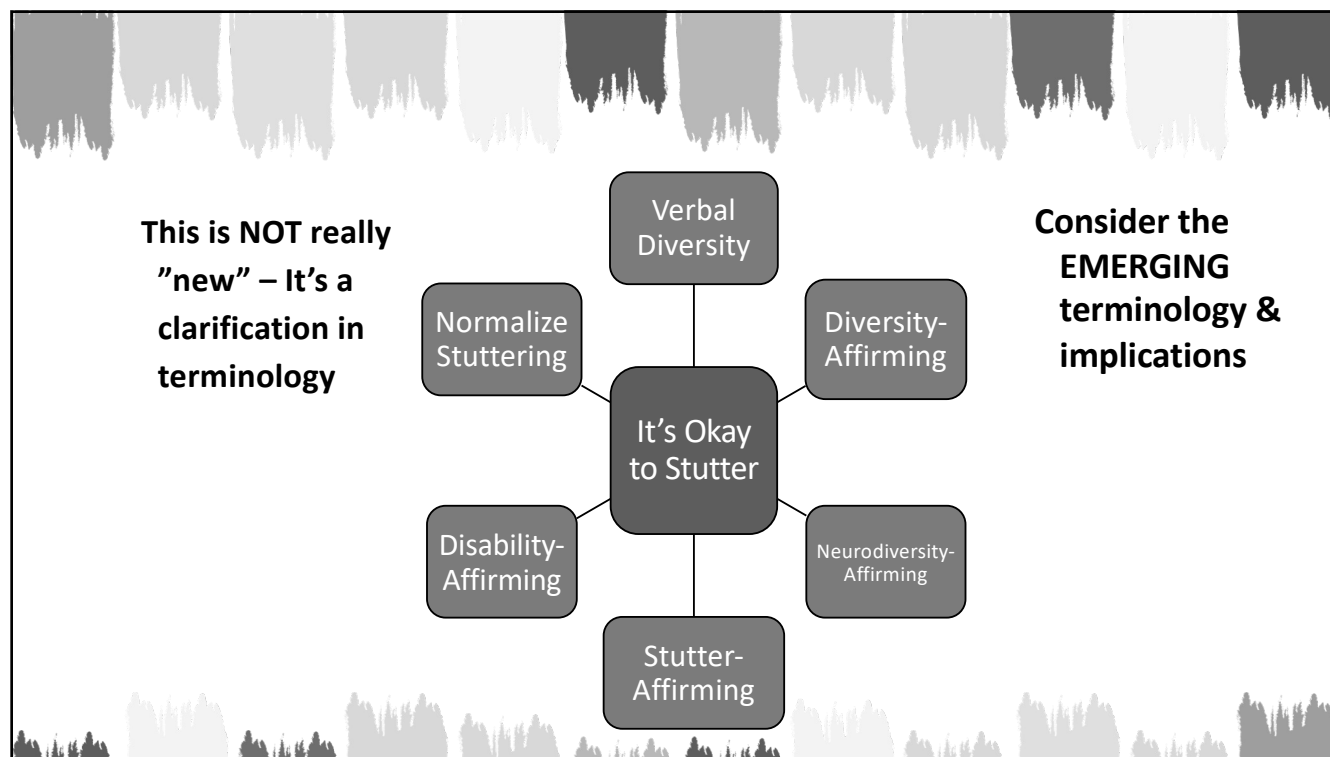 This is NOT really
”new” – It’s a
clarification in
terminology
Consider the
EMERGING
terminology &
implications
Verbal
Diversity
Diversity-
Affirming
Neurodiversity-
Affirming
Stutter-
Affirming
Disability-
Affirming
Normalize
Stuttering
It’s Okay
to Stutter